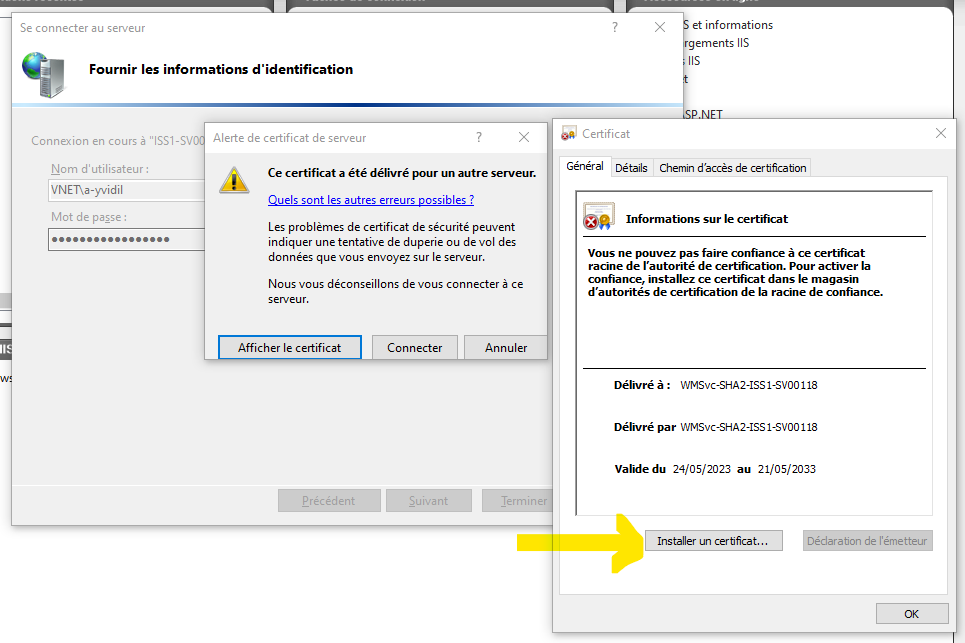 Se connecter au serveur
?
Fournir les informations d'identification
Connexion en cours à "ISS1-SV00
Nom d'utilisateur :
VNET\a-yvidil
Mot de passe :
Précédent
Suivant
Terminer
Alerte de certificat de serveur
?
Ce certificat a été délivré pour un autre serveur.
Quels sont les autres erreurs possibles ?
Les problèmes de certificat de sécurité peuvent
indiquer une tentative de duperie ou de vol des
données que vous envoyez sur le serveur.
Nous vous déconseillons de vous connecter à ce
serveur.
Afficher le certificat
Connecter
Annuler
S et informations
rgements IIS
IIS
ASP.NET
Certificat
Général
Détails
Chemin d'accès de certification
Informations sur le certificat
Vous ne pouvez pas faire confiance à ce certificat
racine de l'autorité de certification. Pour activer la
confiance, installez ce certificat dans le magasin
d'autorités de certification de la racine de confiance.
Délivré à : WMSvc-SHA2-ISS1-SV00118
Délivré par WMSvc-SHA2-ISS1-SV00118
Valide du 24/05/2023 au 21/05/2033
Installer un certificat...
Déclaration de l'émetteur
OK